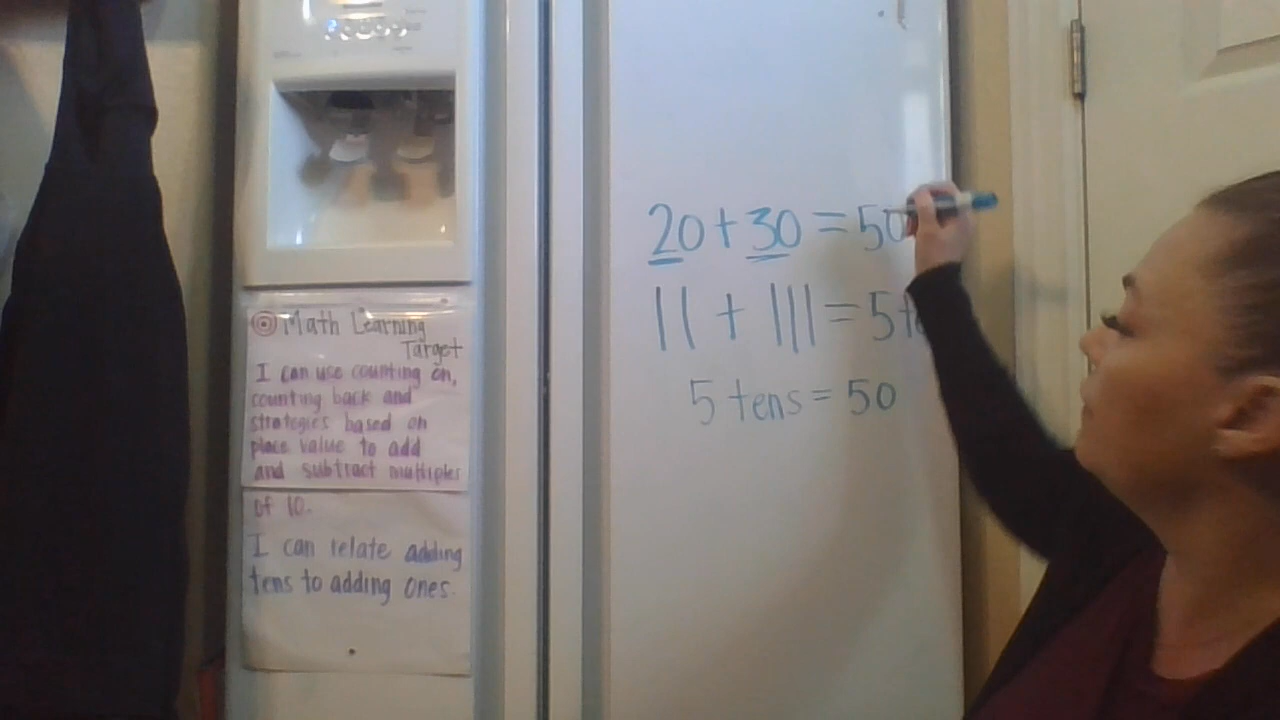 Math Learning
Target
I can use counting on,
counting back and
strategies based on
place value to add
and subtract multiples
of 10.
I can relate adding
tens to adding ones.
20 + 30 = 50
|| + ||| = 5 te
5 tens = 50